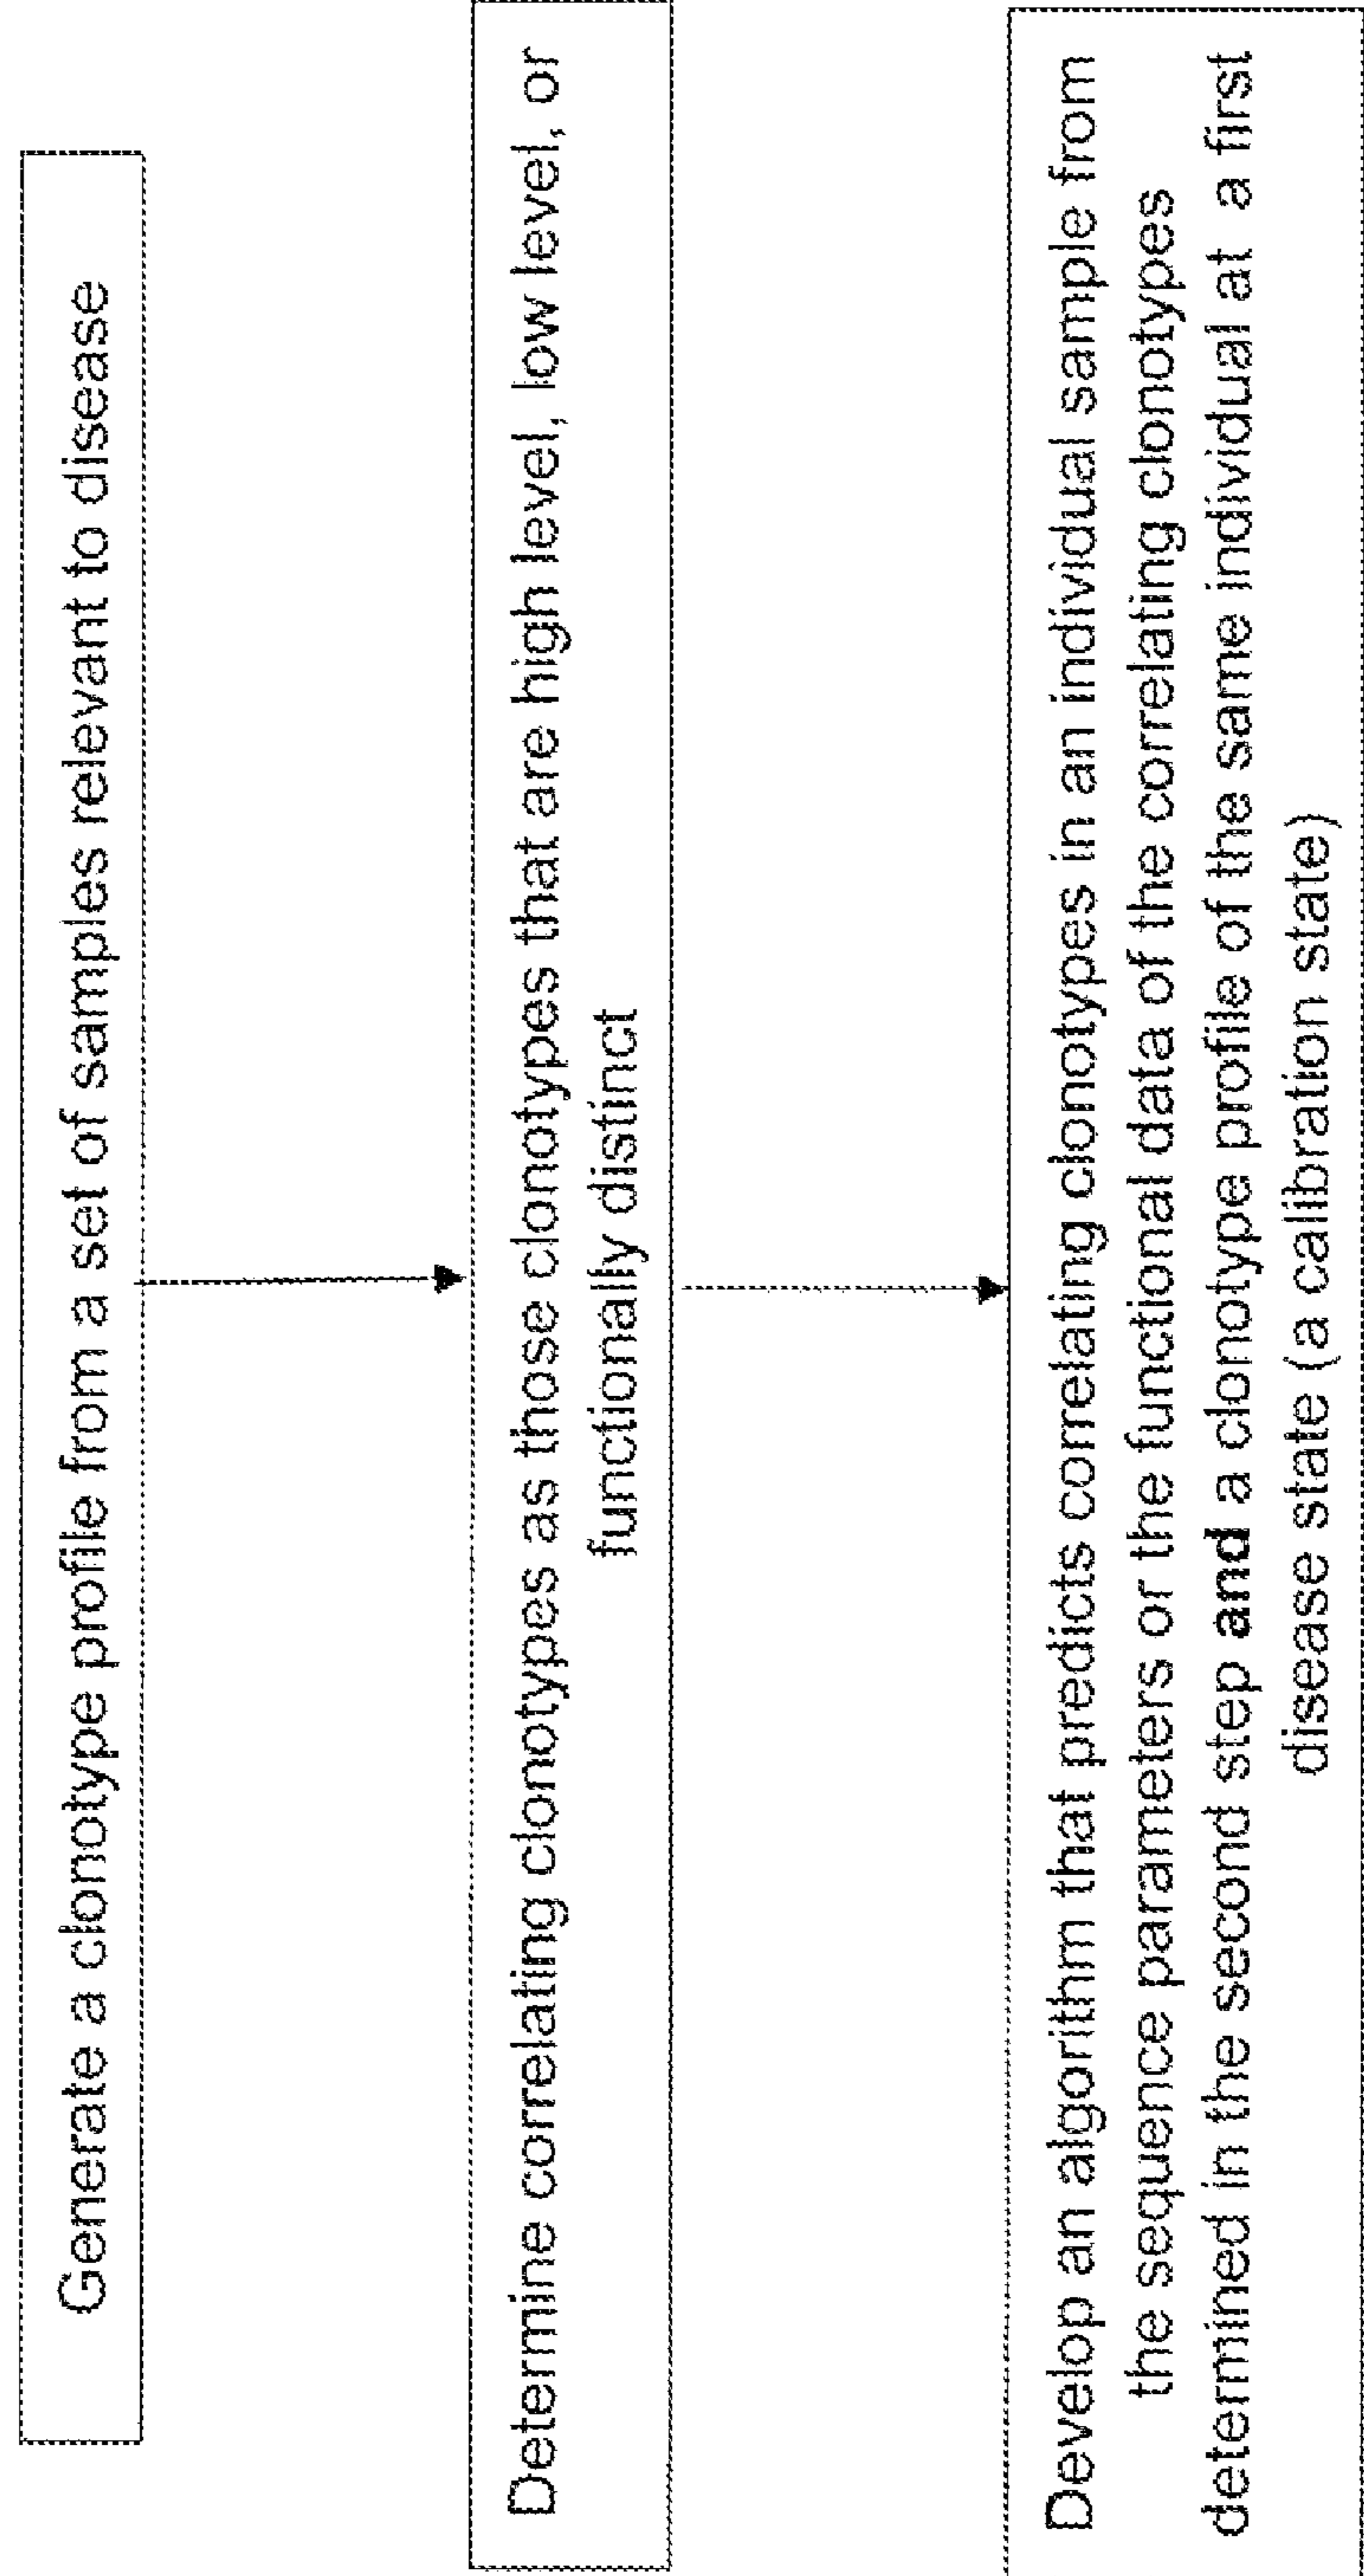 Generate a clonotype profile from a set of samples relevant to disease
Determine correlating clonotypes as those clonotypes that are high level, low level, or
functionally distinct
Develop an algorithm that predicts correlating clonotypes in an individual sample from
the sequence parameters or the functional data of the correlating clonotypes
determined in the second step and a clonotype profile of the same individual at a first
disease state (a calibration state)